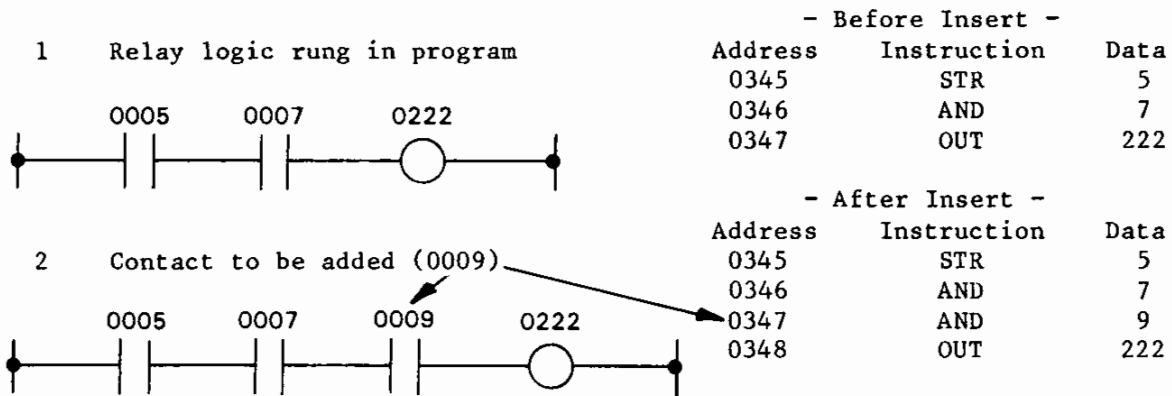 1 Relay logic rung in program
0005 0007 0222
2 Contact to be added (0009)
0005 0007 0009 0222
- Before Insert -
Address Instruction Data
0345 STR 5
0346 AND 7
0347 OUT 222
- After Insert -
Address Instruction Data
0345 STR 5
0346 AND 7
0347 AND 9
0348 OUT 222